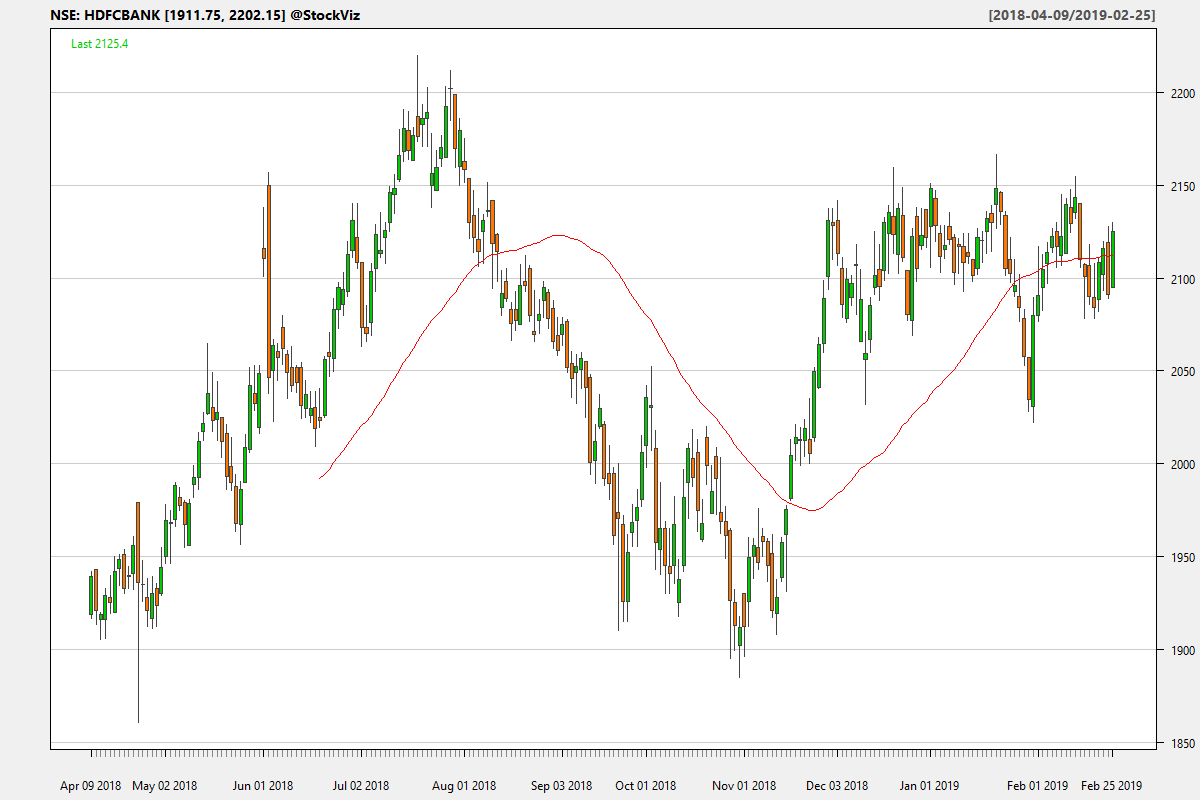 NSE: HDFCBANK [1911.75, 2202.15] @StockViz [2018-04-09/2019-02-25]
Last 2125.4
2200
2150
2100
2050
2000
1950
1900
1850
Apr 09 2018 May 02 2018 Jun 01 2018 Jul 02 2018 Aug 01 2018 Sep 03 2018 Oct 01 2018 Nov 01 2018 Dec 03 2018 Jan 01 2019 Feb 01 2019 Feb 25 2019